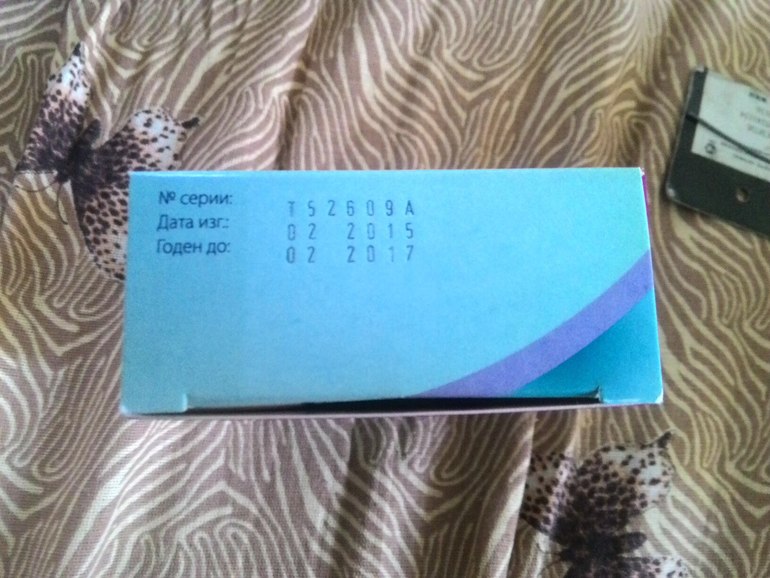 № серии: T52609A
Дата изг.: 02 2015
Годен до: 02 2017